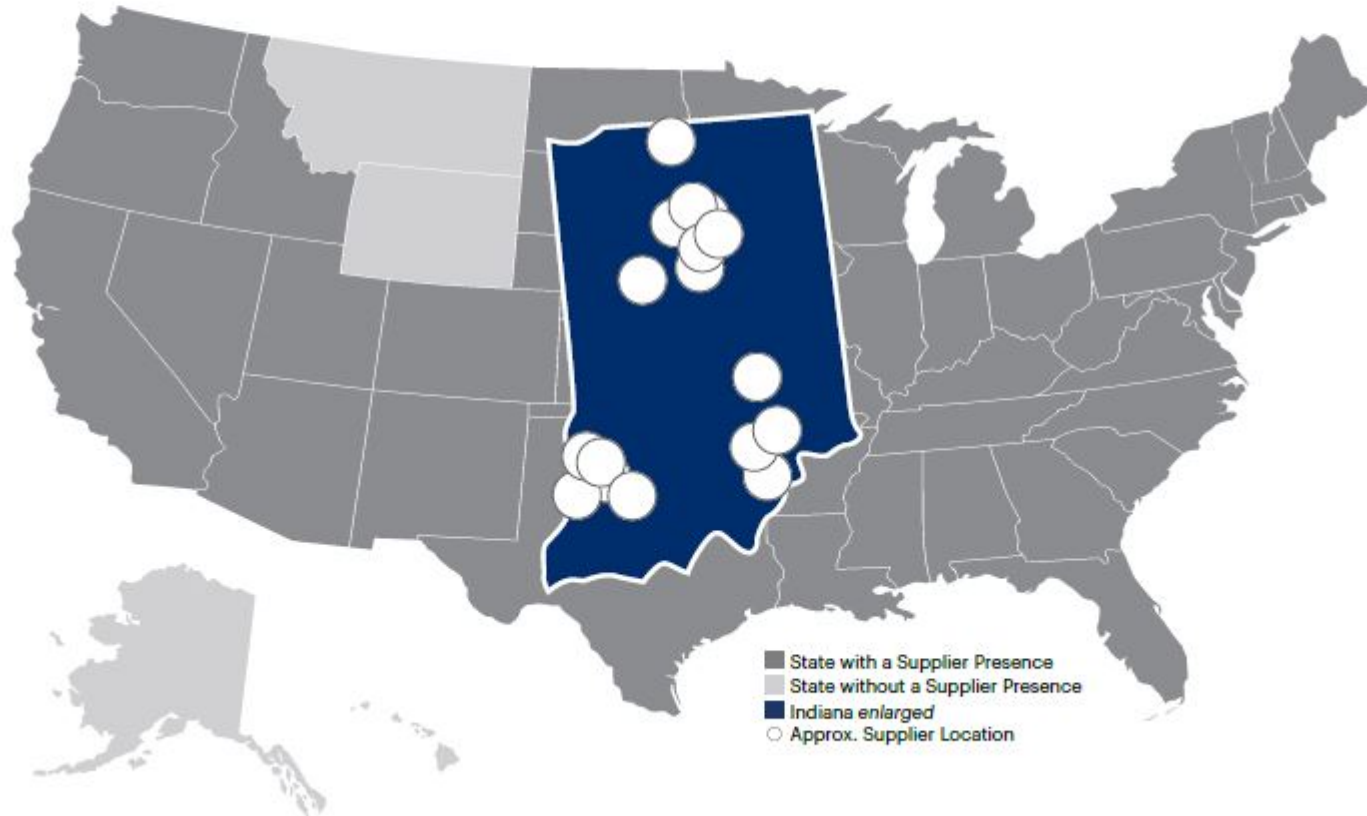 State with a Supplier Presence
State without a Supplier Presence
Indiana enlarged
Approx. Supplier Location